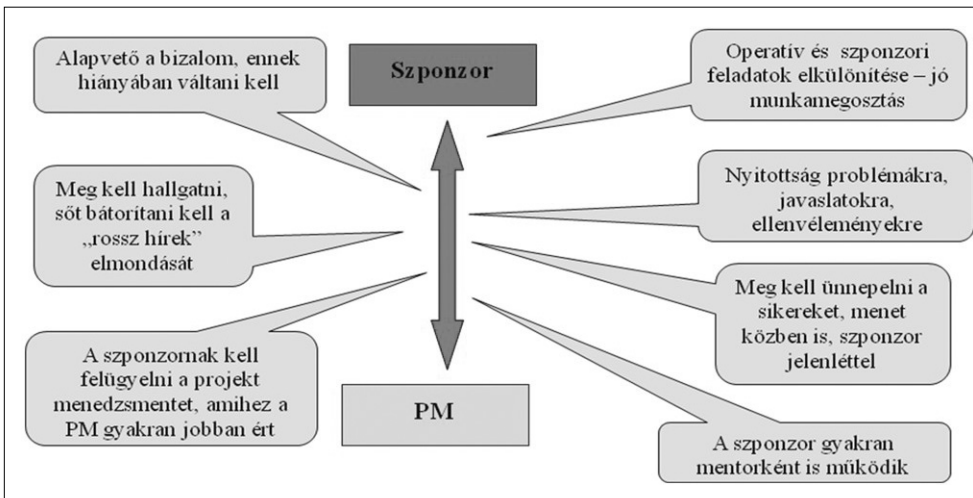 Alapvető a bizalom, ennek
hiányában váltani kell
Szponzor
Operatív és szponzori
feladatok elkülönítése – jó
munkamegosztás
Meg kell hallgatni,
sőt bátorítani kell a
„rossz hírek”
elmondását
Nyitottság problémákra,
javaslatokra,
ellenvéleményekre
Meg kell ünnepelni a
sikereket, menet
közben is, szponzor
jelenléttel
A szponzornak kell
felügyelni a projekt
menedzsmentet, amihez a
PM gyakran jobban ért
PM
A szponzor gyakran
mentorként is működik